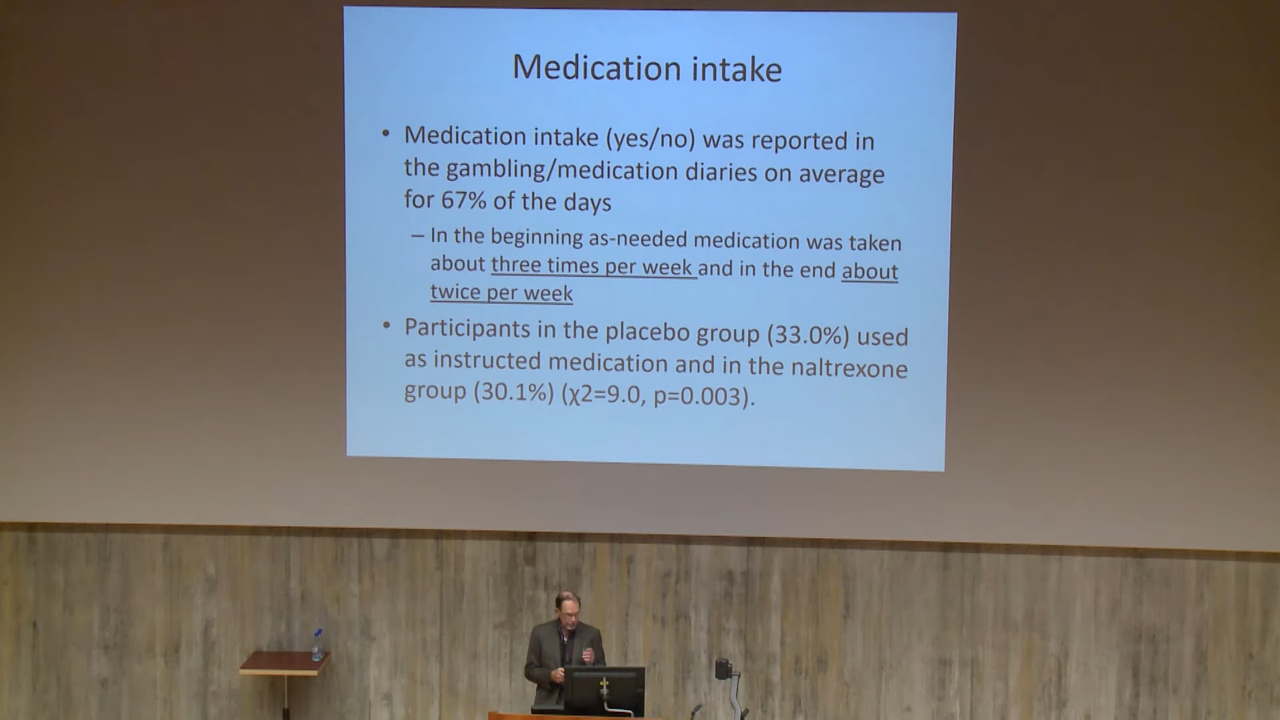 Medication intake
• Medication intake (yes/no) was reported in
the gambling/medication diaries on average
for 67% of the days
– In the beginning as-needed medication was taken
about three times per week and in the end about
twice per week
• Participants in the placebo group (33.0%) used
as instructed medication and in the naltrexone
group (30.1%) (χ2=9.0, p=0.003).